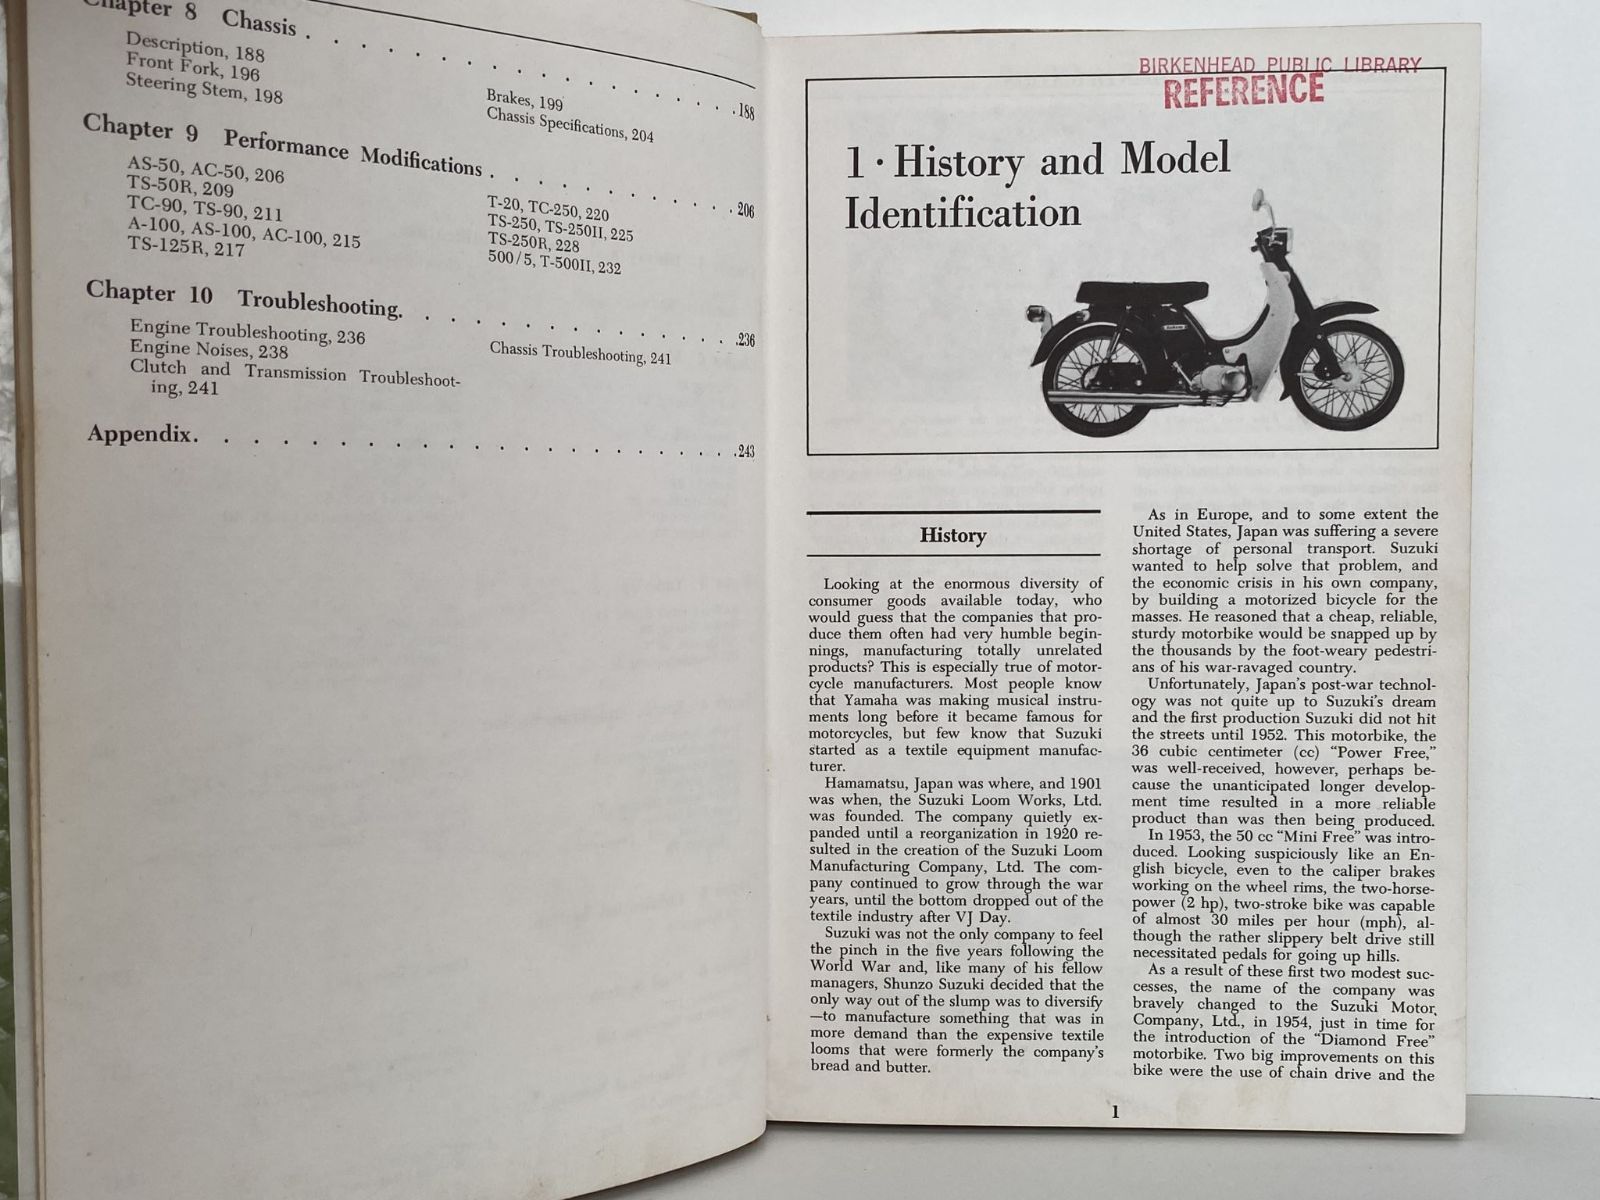 Chapter 8 Chassis . . . . . . . . . . . . . . . . . 188
Description, 188
Front Fork, 196
Steering Stem, 198
Brakes, 199
Chassis Specifications, 204
Chapter 9 Performance Modifications . . . . . . . . . . 206
AS-50, AC-50, 206
TS-50R, 209
TC-90, TS-90, 211
A-100, AS-100, AC-100, 215
TS-125R, 217
T-20, TC-250, 220
TS-250, TS-250II, 225
TS-250R, 228
500/5, T-500II, 232
Chapter 10 Troubleshooting. . . . . . . . . . . . . . 236
Engine Troubleshooting, 236
Engine Noises, 238
Clutch and Transmission Troubleshoot-
ing, 241
Chassis Troubleshooting, 241
Appendix. . . . . . . . . . . . . . . . . . . . 243
BIRKENHEAD PUBLIC LIBRARY
REFERENCE
1 · History and Model
Identification
History
Looking at the enormous diversity of
consumer goods available today, who
would guess that the companies that pro-
duce them often had very humble begin-
nings, manufacturing totally unrelated
products? This is especially true of motor-
cycle manufacturers. Most people know
that Yamaha was making musical instru-
ments long before it became famous for
motorcycles, but few know that Suzuki
started as a textile equipment manufac-
turer.
Hamamatsu, Japan was where, and 1901
was when, the Suzuki Loom Works, Ltd.
was founded. The company quietly ex-
panded until a reorganization in 1920 re-
sulted in the creation of the Suzuki Loom
Manufacturing Company, Ltd. The com-
pany continued to grow through the war
years, until the bottom dropped out of the
textile industry after VJ Day.
Suzuki was not the only company to feel
the pinch in the five years following the
World War and, like many of his fellow
managers, Shunzo Suzuki decided that the
only way out of the slump was to diversify
—to manufacture something that was in
more demand than the expensive textile
looms that were formerly the company's
bread and butter.
As in Europe, and to some extent the
United States, Japan was suffering a severe
shortage of personal transport. Suzuki
wanted to help solve that problem, and
the economic crisis in his own company,
by building a motorized bicycle for the
masses. He reasoned that a cheap, reliable,
sturdy motorbike would be snapped up by
the thousands by the foot-weary pedestri-
ans of his war-ravaged country.
Unfortunately, Japan's post-war technol-
ogy was not quite up to Suzuki's dream
and the first production Suzuki did not hit
the streets until 1952. This motorbike, the
36 cubic centimeter (cc) "Power Free,"
was well-received, however, perhaps be-
cause the unanticipated longer develop-
ment time resulted in a more reliable
product than was then being produced.
In 1953, the 50 cc "Mini Free" was intro-
duced. Looking suspiciously like an En-
glish bicycle, even to the caliper brakes
working on the wheel rims, the two-horse-
power (2 hp), two-stroke bike was capable
of almost 30 miles per hour (mph), al-
though the rather slippery belt drive still
necessitated pedals for going up hills.
As a result of these first two modest suc-
cesses, the name of the company was
bravely changed to the Suzuki Motor
Company, Ltd., in 1954, just in time for
the introduction of the "Diamond Free"
motorbike. Two big improvements on this
bike were the use of chain drive and the
1